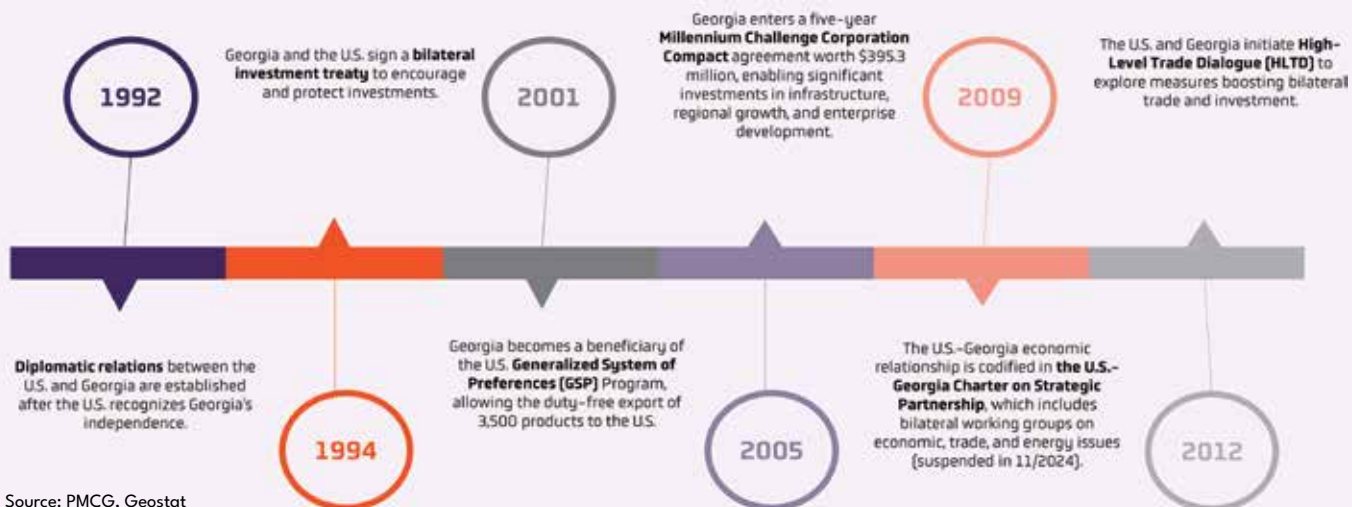 1992
Diplomatic relations between the
U.S. and Georgia are established
after the U.S. recognizes Georgia's
independence.
Georgia and the U.S. sign a bilateral
investment treaty to encourage
and protect investments.
1994
2001
Georgia becomes a beneficiary of
the U.S. Generalized System of
Preferences (GSP) Program,
allowing the duty-free export of
3,500 products to the U.S.
Georgia enters a five-year
Millennium Challenge Corporation
Compact agreement worth $395.3
million, enabling significant
investments in infrastructure,
regional growth, and enterprise
development.
2005
2009
The U.S.-Georgia economic
relationship is codified in the U.S.-
Georgia Charter on Strategic
Partnership, which includes
bilateral working groups on
economic, trade, and energy issues
(suspended in 11/2024).
The U.S. and Georgia initiate High-
Level Trade Dialogue (HLTD) to
explore measures boosting bilateral
trade and investment.
2012
Source: PMCG, Geostat